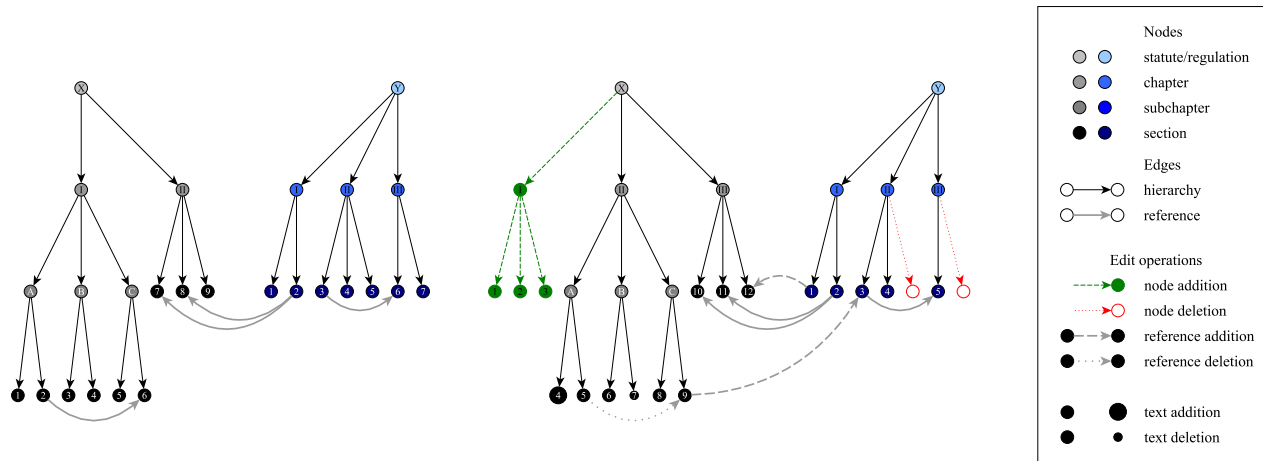 X Y X Y
I II I II III I II III I II III
A B C 7 8 9 1 2 3 4 5 6 7 1 2 3 A B C 10 11 12 1 2 3 4 5
1 2 3 4 5 6 4 5 6 7 8 9
Nodes
statute/regulation
chapter
subchapter
section
Edges
hierarchy
reference
Edit operations
node addition
node deletion
reference addition
reference deletion
text addition
text deletion